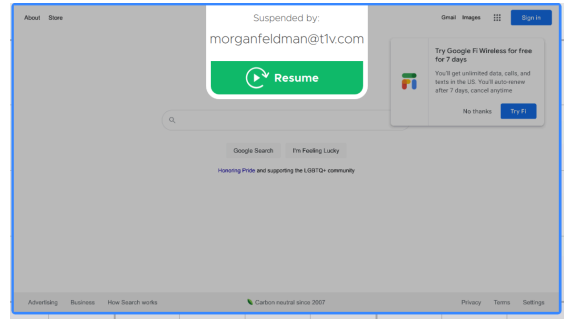 About Store
Suspended by:
morganfeldman@t1v.com
Resume
Gmail Images
Sign in
Try Google Fi Wireless for free
for 7 days
You'll get unlimited data, calls, and
texts in the US. You'll auto-renew
after 7 days, cancel anytime
No thanks
Try Fi
Google Search
I'm Feeling Lucky
Honoring Pride and supporting the LGBTQ+ community
Advertising Business How Search works
Carbon neutral since 2007
Privacy Terms Settings